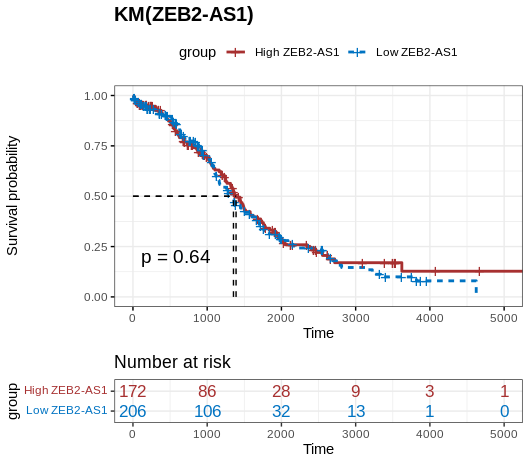 KM(ZEB2-AS1)
group High ZEB2-AS1 Low ZEB2-AS1
Survival probability
1.00
0.75
0.50
0.25
0.00
p = 0.64
0 1000 2000 3000 4000 5000
Time
Number at risk
group
High ZEB2-AS1 172 86 28 9 3 1
Low ZEB2-AS1 206 106 32 13 1 0
0 1000 2000 3000 4000 5000
Time